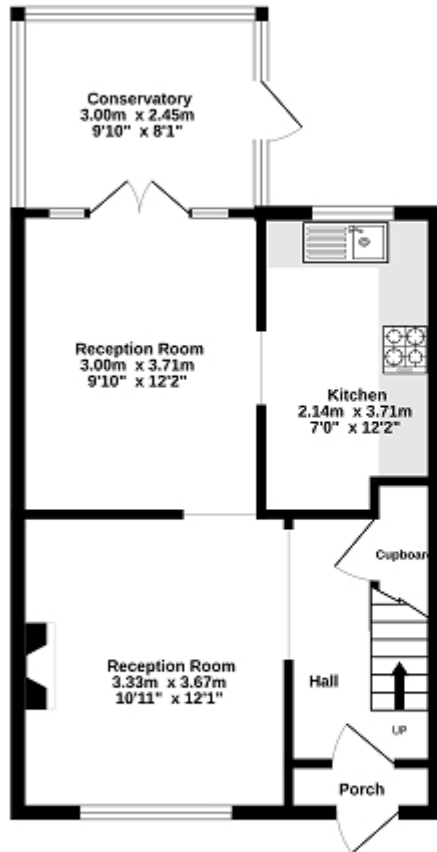 Conservatory
3.00m x 2.45m
9'10" x 8'1"
Reception Room
3.00m x 3.71m
9'10" x 12'2"
Kitchen
2.14m x 3.71m
7'0" x 12'2"
Cupboard
Reception Room
3.33m x 3.67m
10'11" x 12'1"
Hall
UP
Porch